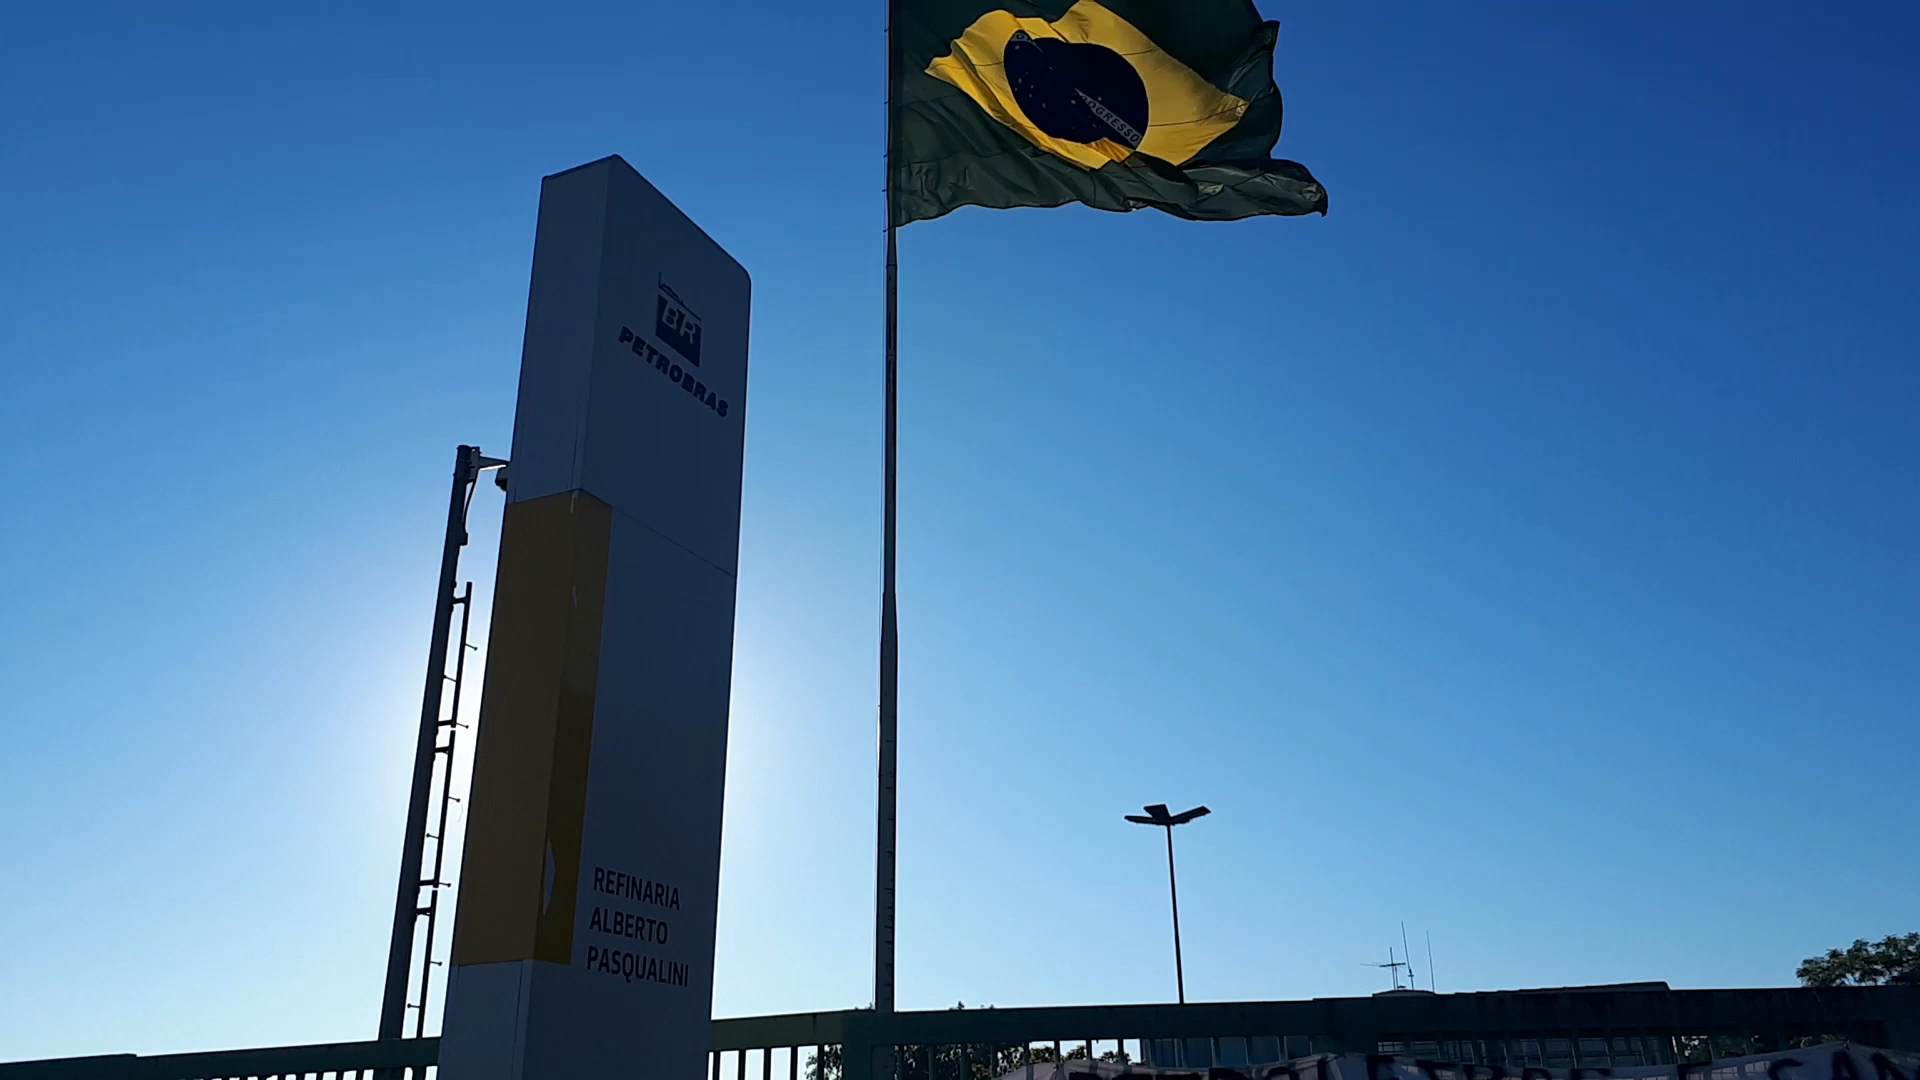 PROGRESSO
BR
PETROBRAS
REFINARIA
ALBERTO
PASQUALINI